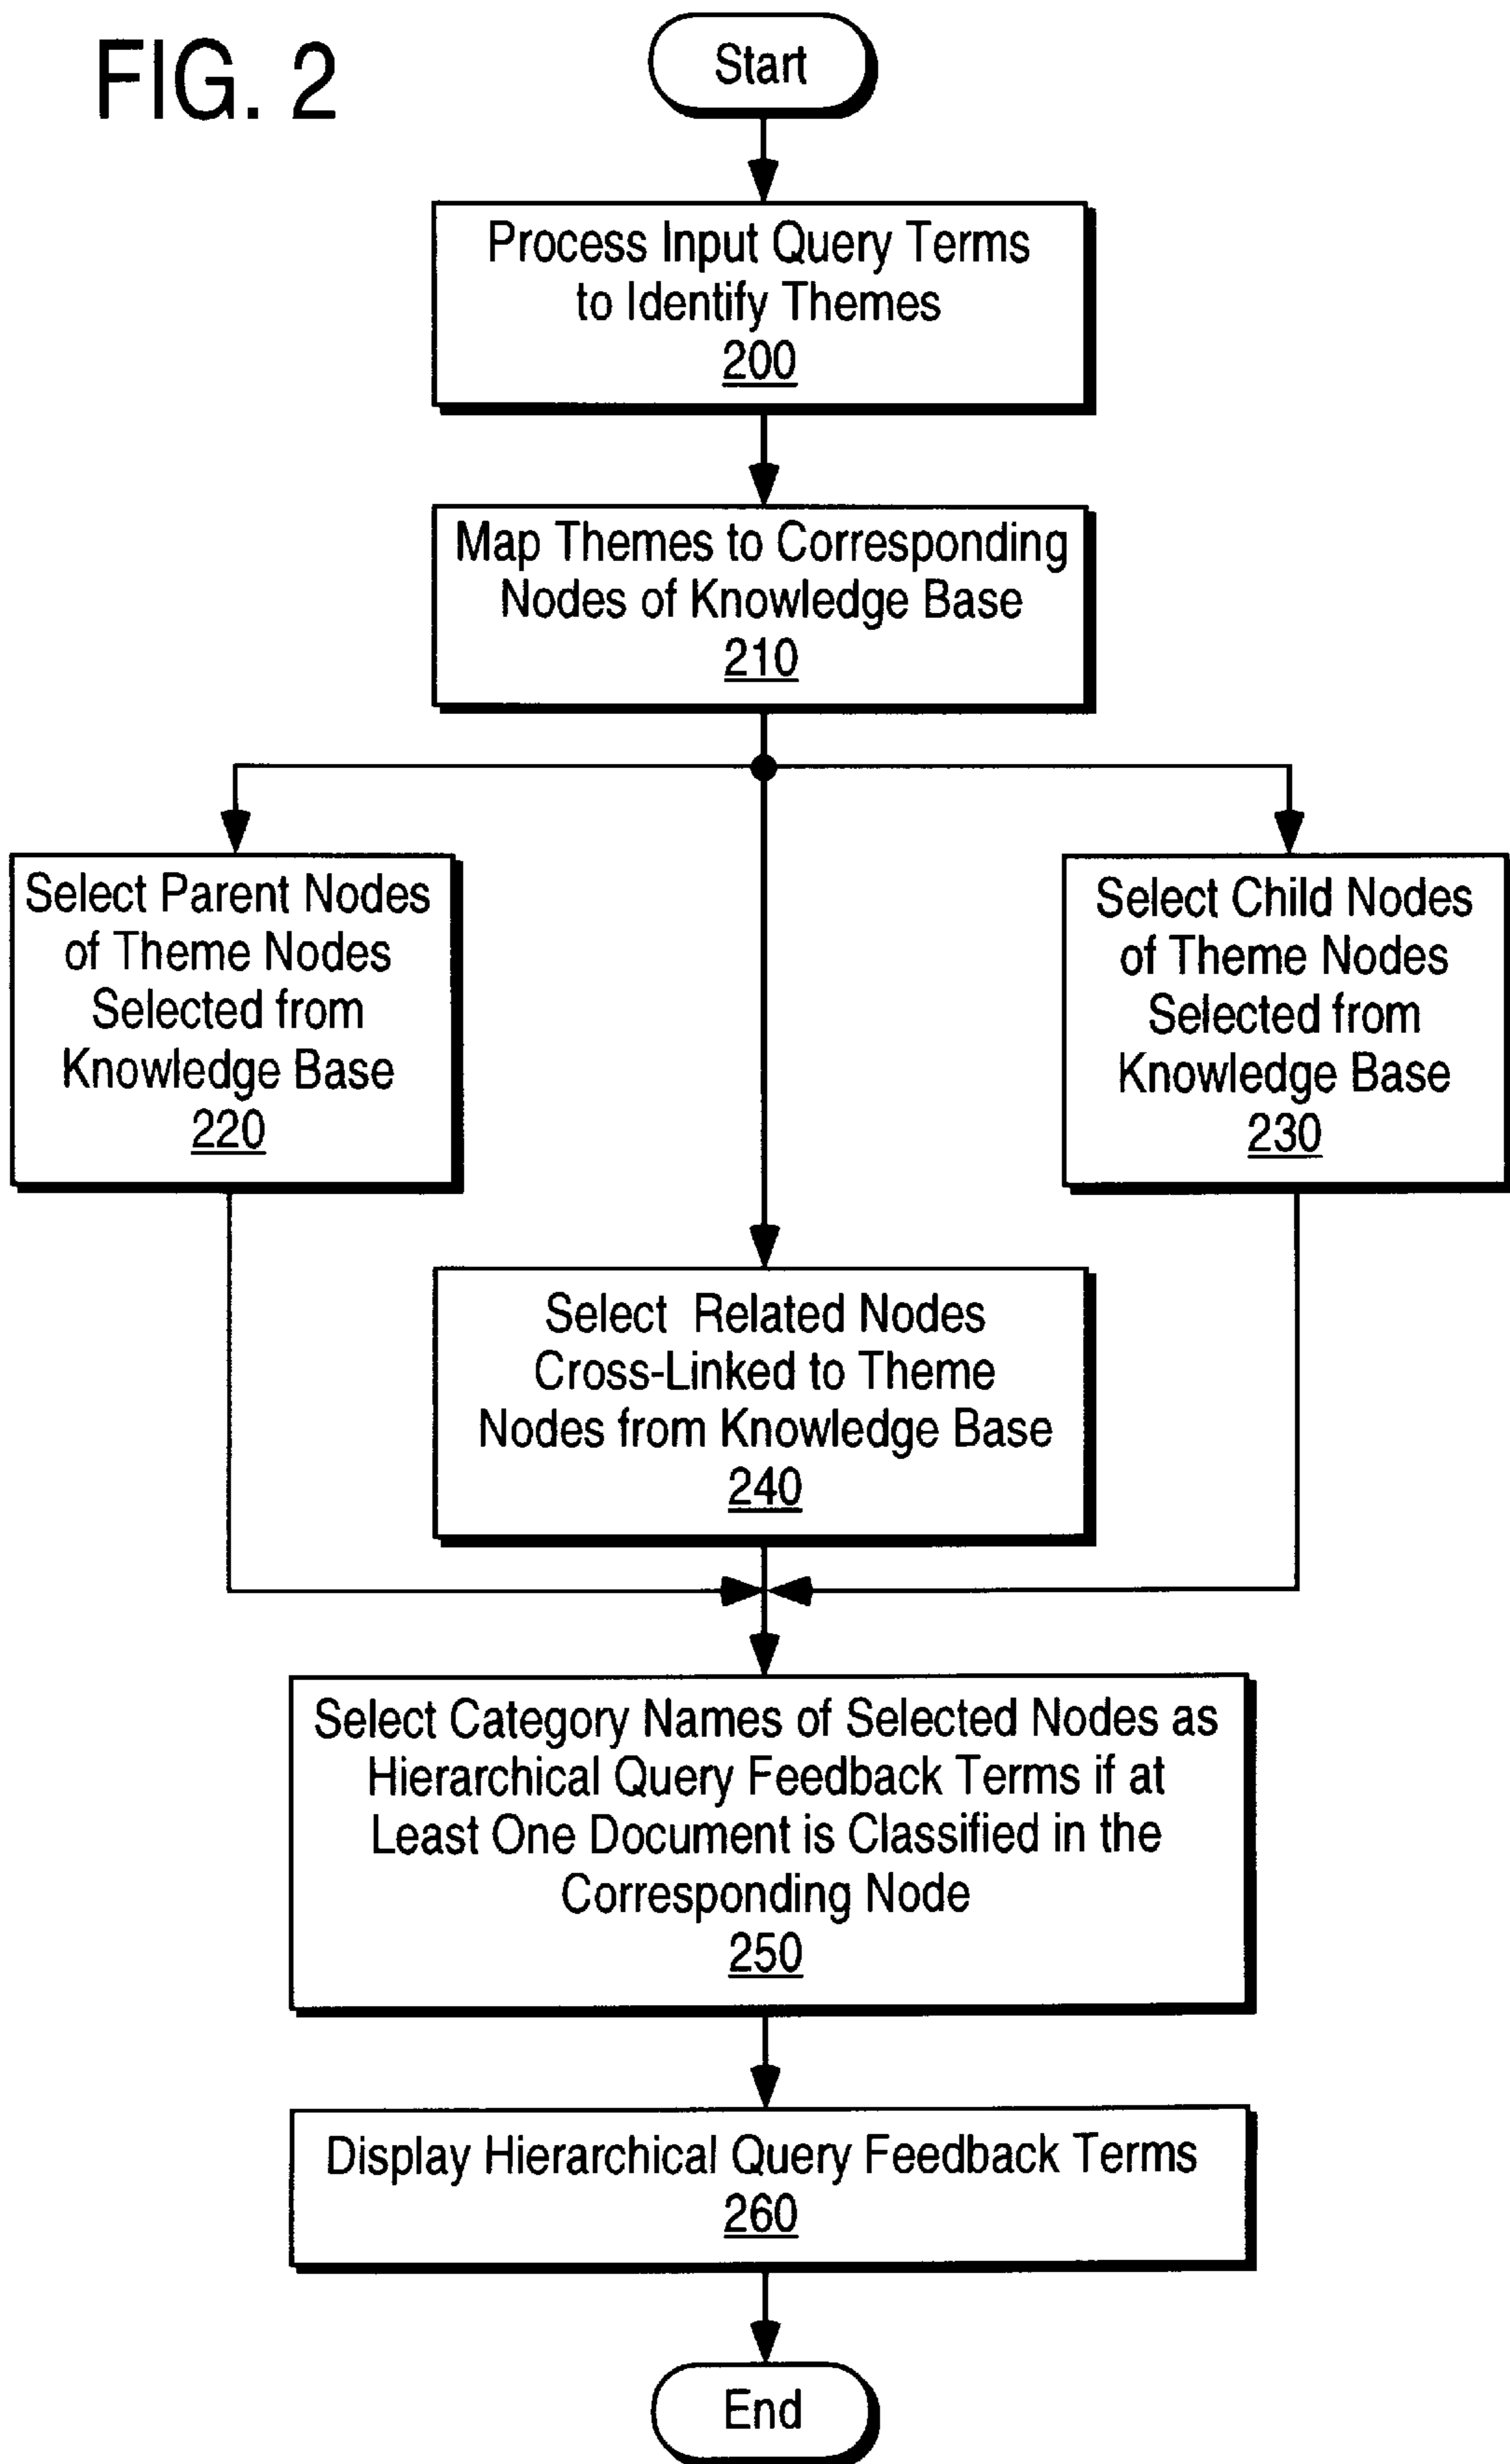 FIG. 2
Start
Process Input Query Terms
to Identify Themes
200
Map Themes to Corresponding
Nodes of Knowledge Base
210
Select Parent Nodes
of Theme Nodes
Selected from
Knowledge Base
220
Select Child Nodes
of Theme Nodes
Selected from
Knowledge Base
230
Select Related Nodes
Cross-Linked to Theme
Nodes from Knowledge Base
240
Select Category Names of Selected Nodes as
Hierarchical Query Feedback Terms if at
Least One Document is Classified in the
Corresponding Node
250
Display Hierarchical Query Feedback Terms
260
End